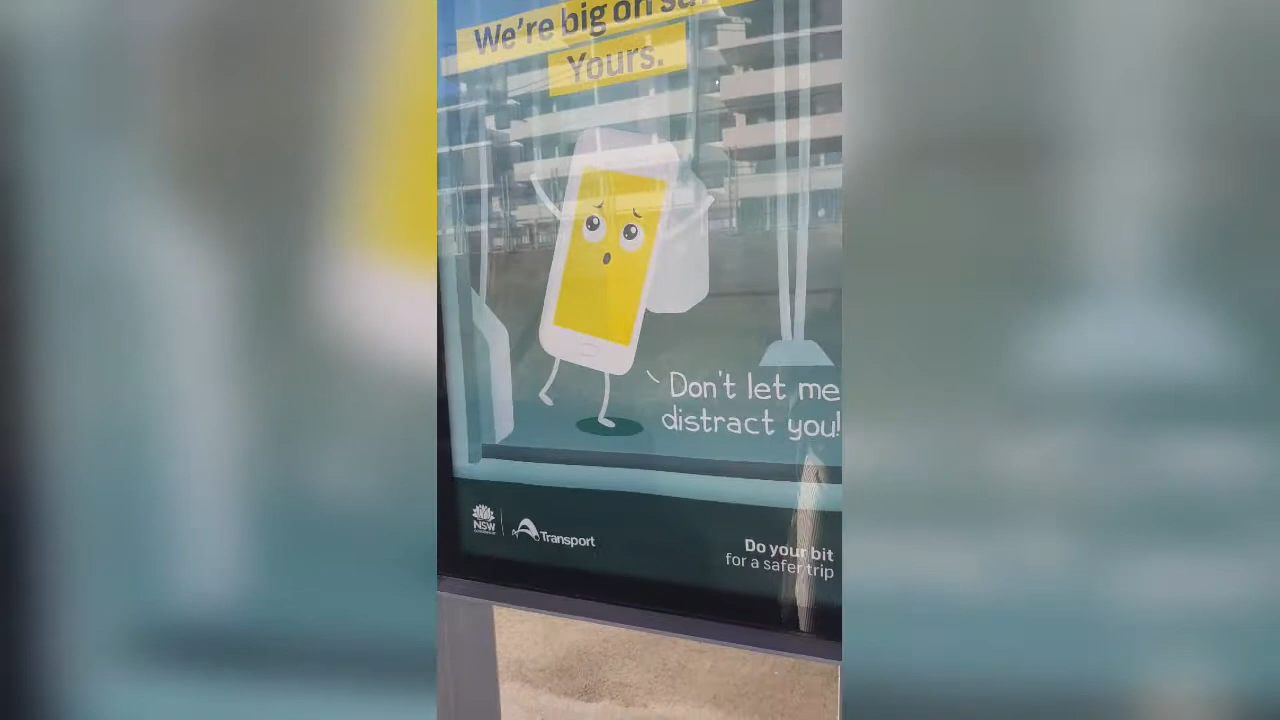 We're big on
Yours.
Don't let me
distract you!
NSW
Transport
Do your bit
for a safer trip